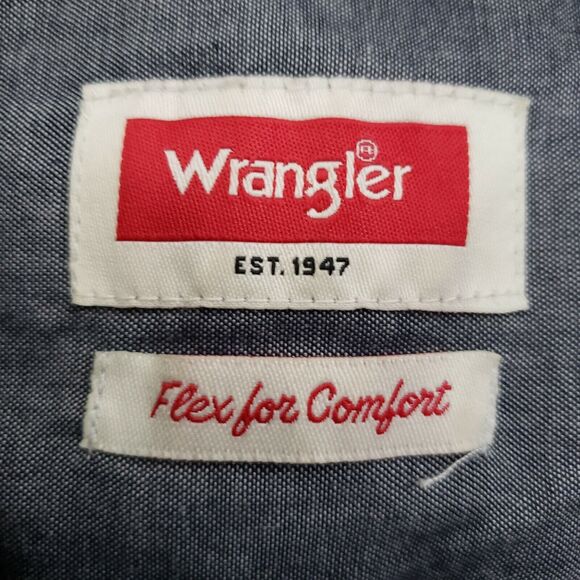 Wrangler®
EST. 1947
Flex for Comfort